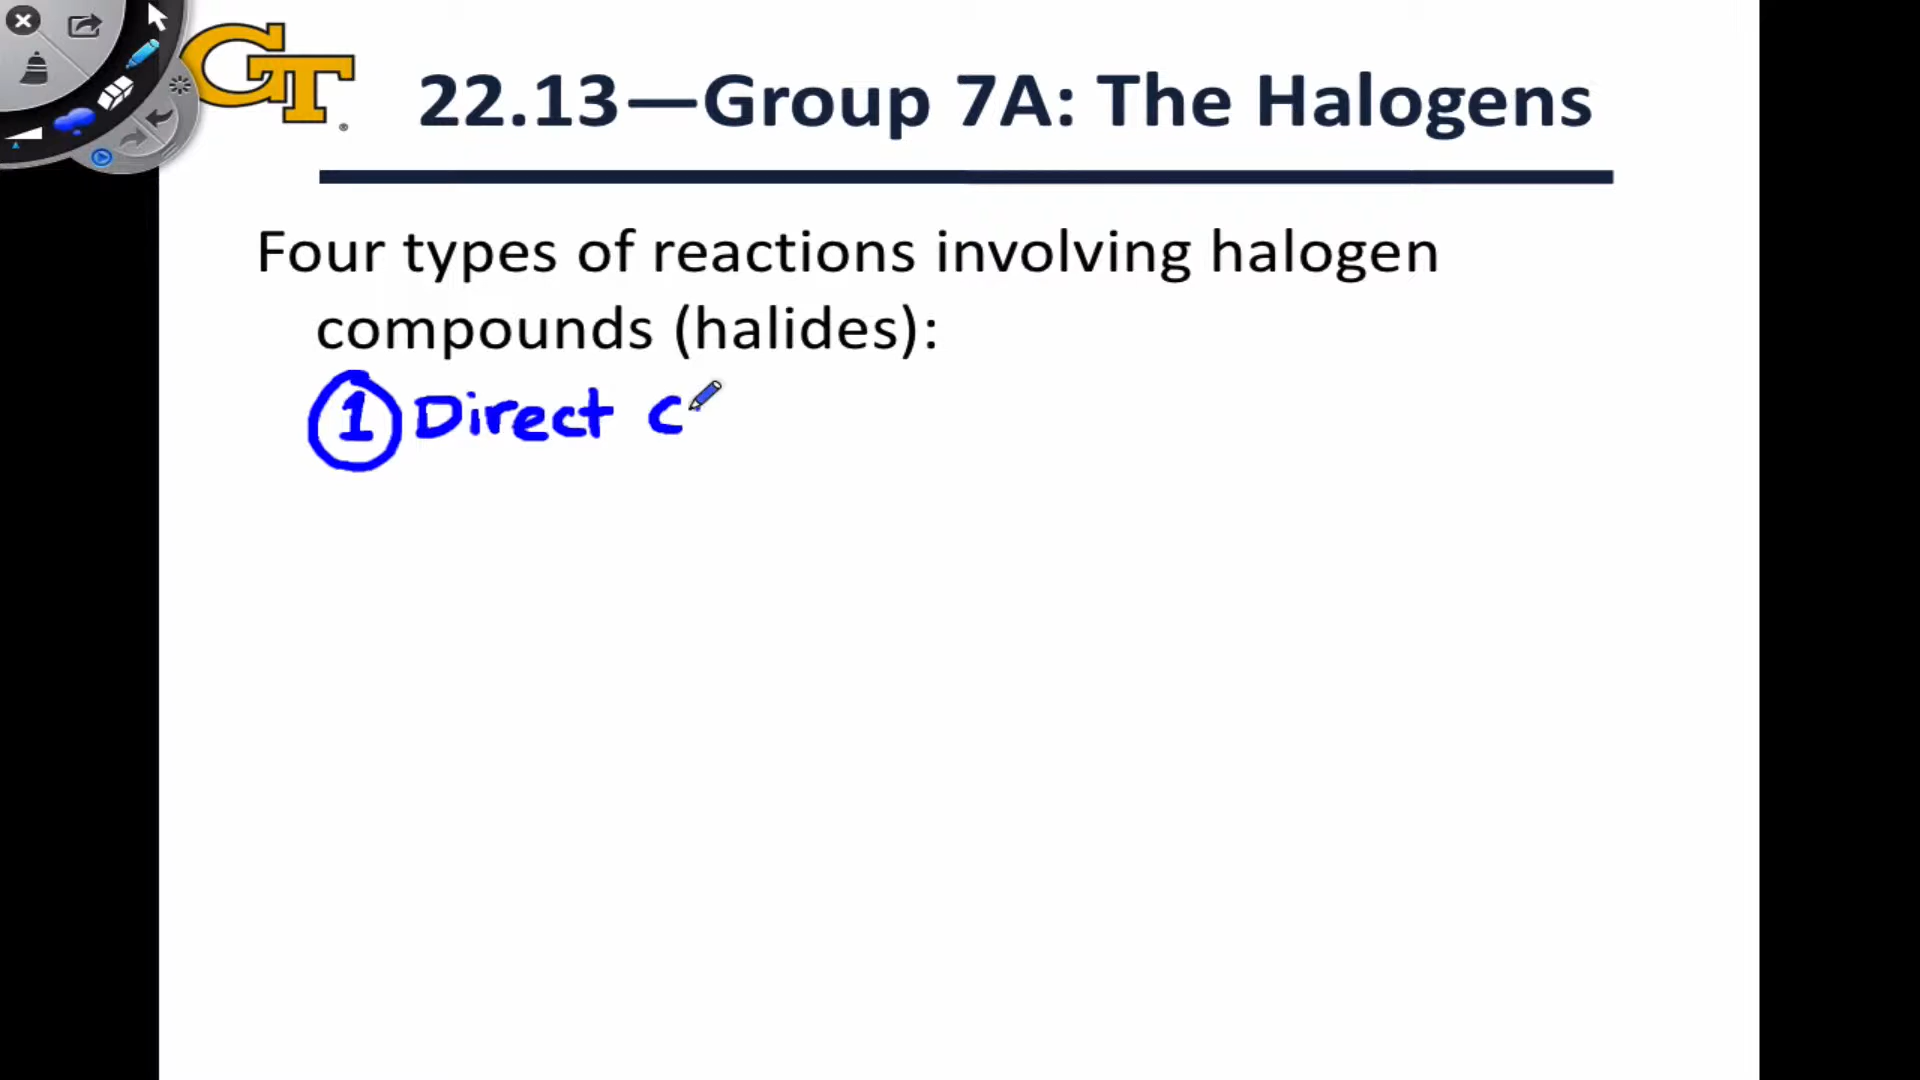 GT
22.13—Group 7A: The Halogens
Four types of reactions involving halogen
compounds (halides):
1 Direct C